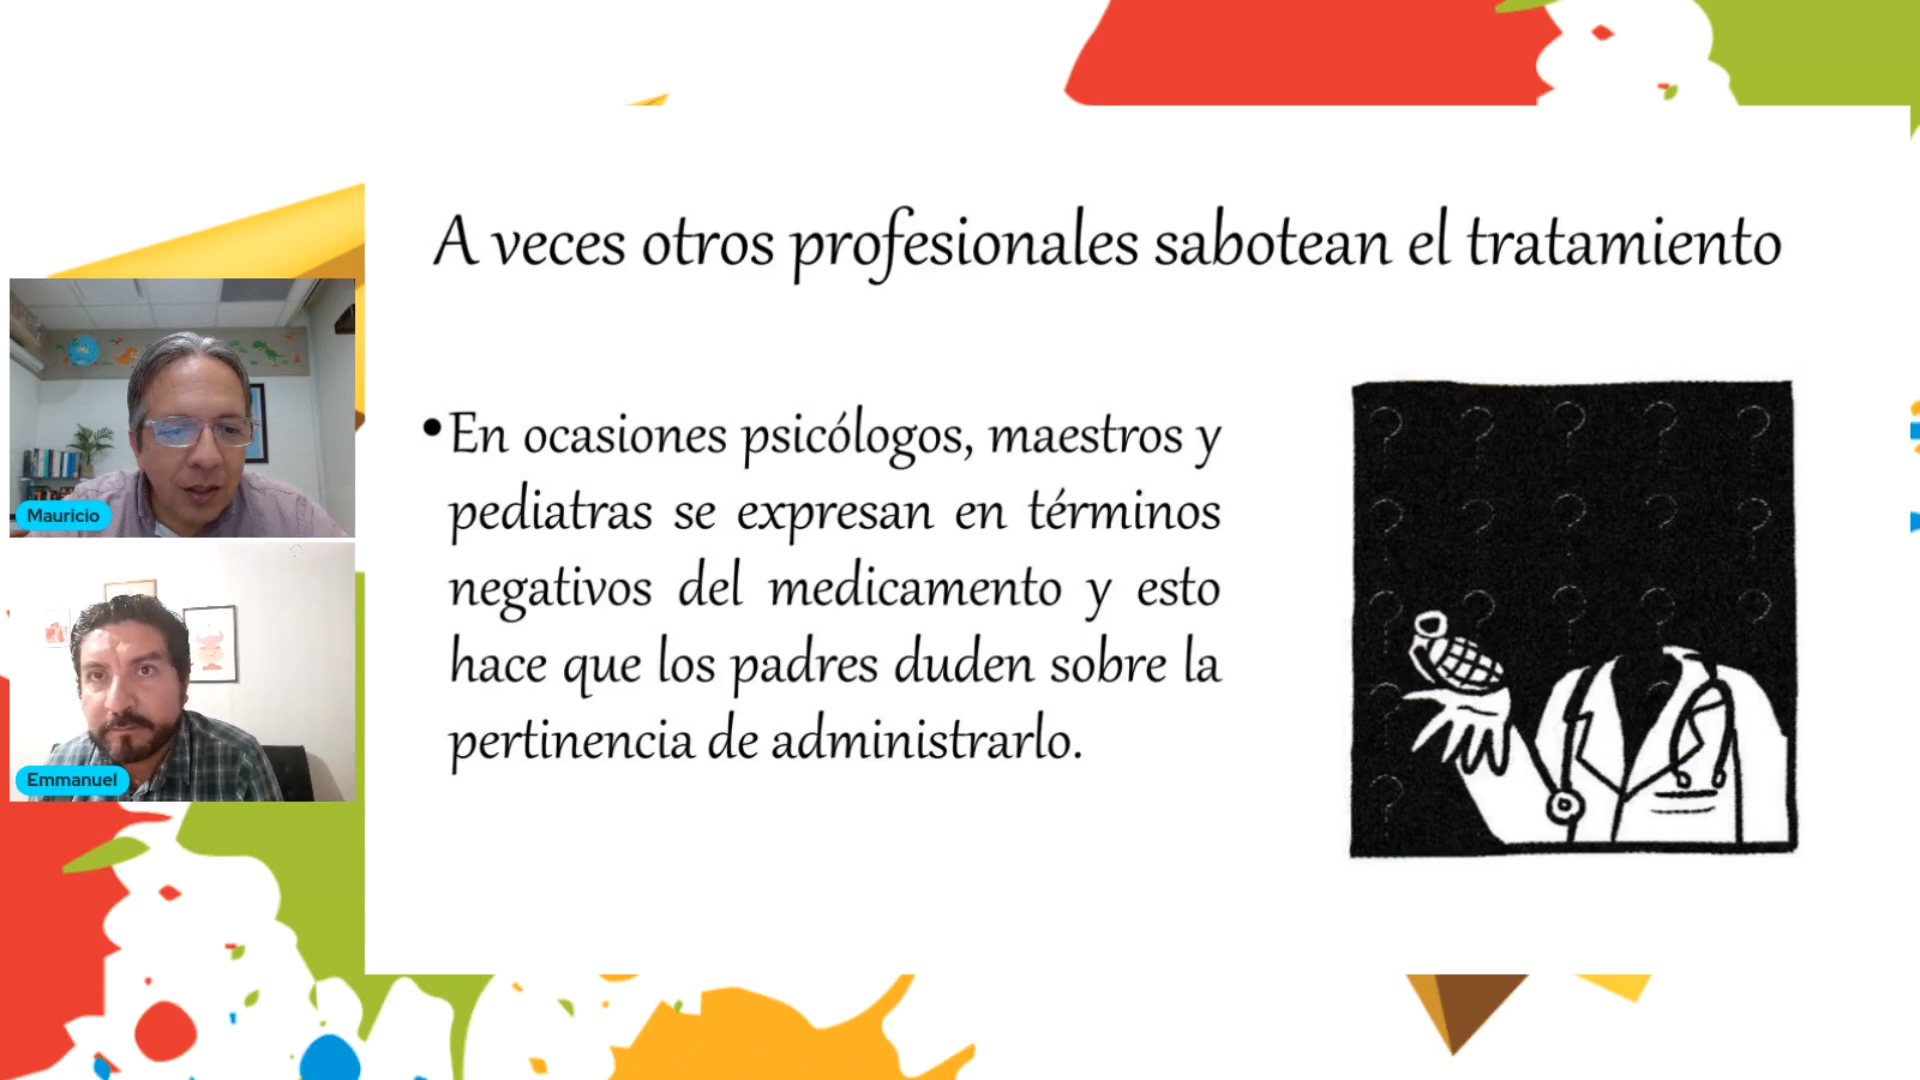 A veces otros profesionales sabotean el tratamiento
•En ocasiones psicólogos, maestros y
pediatras se expresan en términos
negativos del medicamento y esto
hace que los padres duden sobre la
pertinencia de administrarlo.
Mauricio
Emmanuel